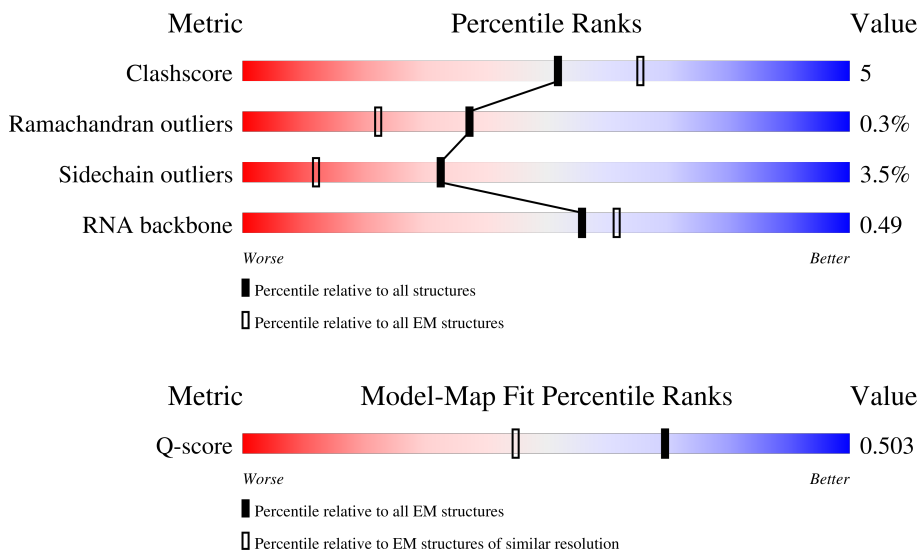 Metric Percentile Ranks Value
Clashscore 5
Ramachandran outliers 0.3%
Sidechain outliers 3.5%
RNA backbone 0.49
Worse Better
Percentile relative to all structures
Percentile relative to all EM structures
Metric Model-Map Fit Percentile Ranks Value
Q-score 0.503
Worse Better
Percentile relative to all EM structures
Percentile relative to EM structures of similar resolution